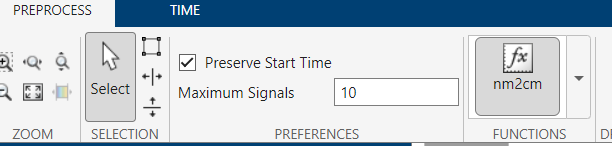 PREPROCESS
TIME
Select
Preserve Start Time
Maximum Signals
10
fx
nm2cm
ZOOM
SELECTION
PREFERENCES
FUNCTIONS